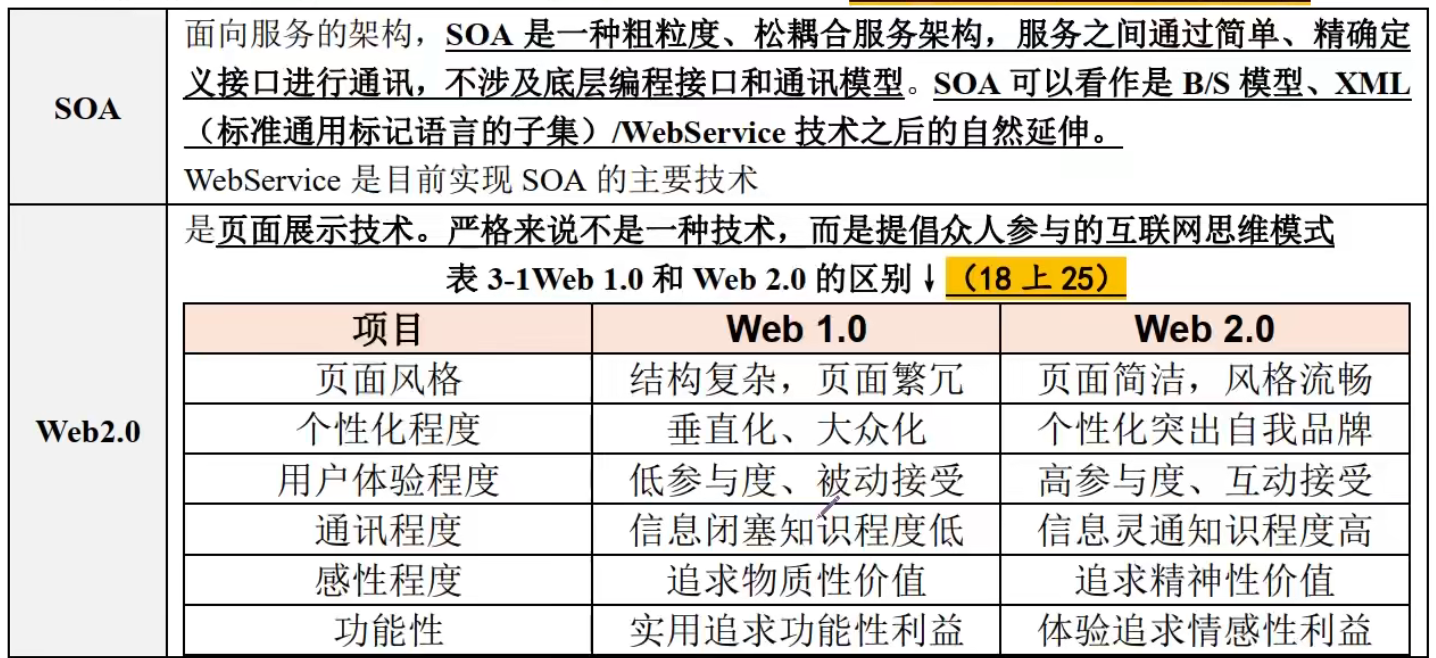 SOA
面向服务的架构，SOA 是一种粗粒度、松耦合服务架构，服务之间通过简单、精确定
义接口进行通讯，不涉及底层编程接口和通讯模型。SOA 可以看作是 B/S 模型、XML
（标准通用标记语言的子集）/WebService 技术之后的自然延伸。
WebService 是目前实现 SOA 的主要技术
Web2.0
是页面展示技术。严格来说不是一种技术，而是提倡众人参与的互联网思维模式
表 3-1Web 1.0 和 Web 2.0 的区别↓（18 上 25）
项目 Web 1.0 Web 2.0
页面风格 结构复杂，页面繁冗 页面简洁，风格流畅
个性化程度 垂直化、大众化 个性化突出自我品牌
用户体验程度 低参与度、被动接受 高参与度、互动接受
通讯程度 信息闭塞知识程度低 信息灵通知识程度高
感性程度 追求物质性价值 追求精神性价值
功能性 实用追求功能性利益 体验追求情感性利益